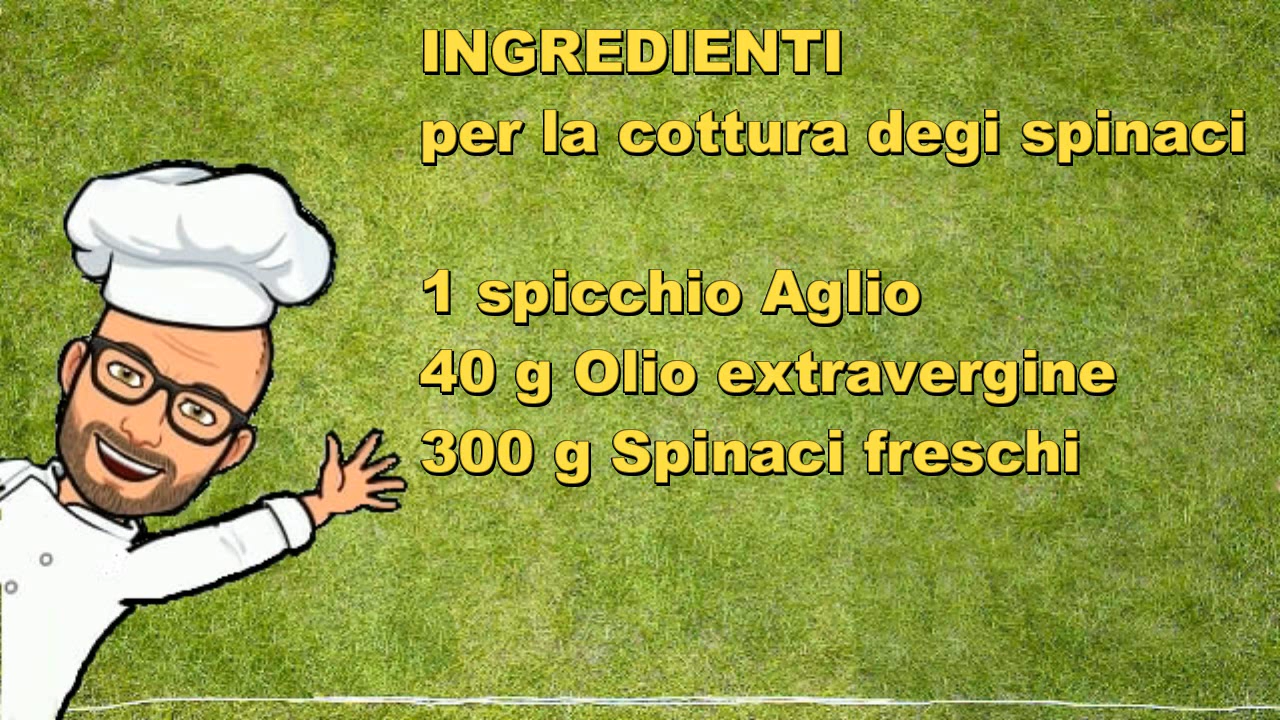 INGREDIENTI
per la cottura degi spinaci
1 spicchio Aglio
40 g Olio extravergine
300 g Spinaci freschi